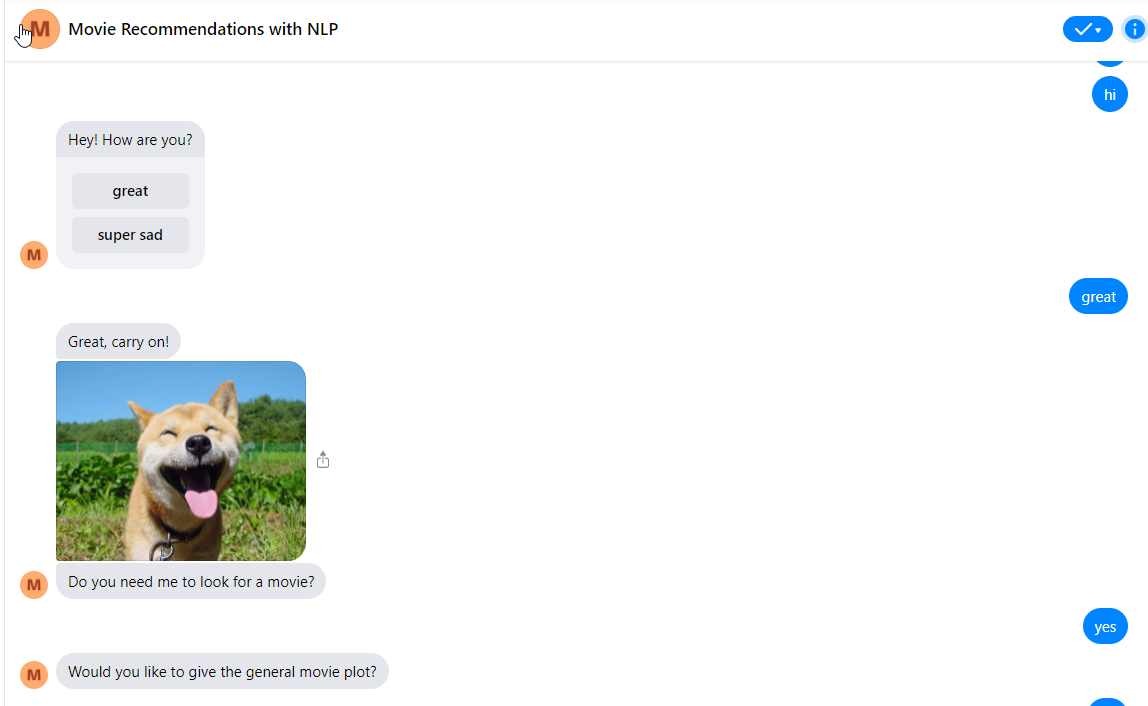 M Movie Recommendations with NLP
hi
Hey! How are you?
great
super sad
M
great
Great, carry on!
Do you need me to look for a movie?
M
yes
Would you like to give the general movie plot?
M